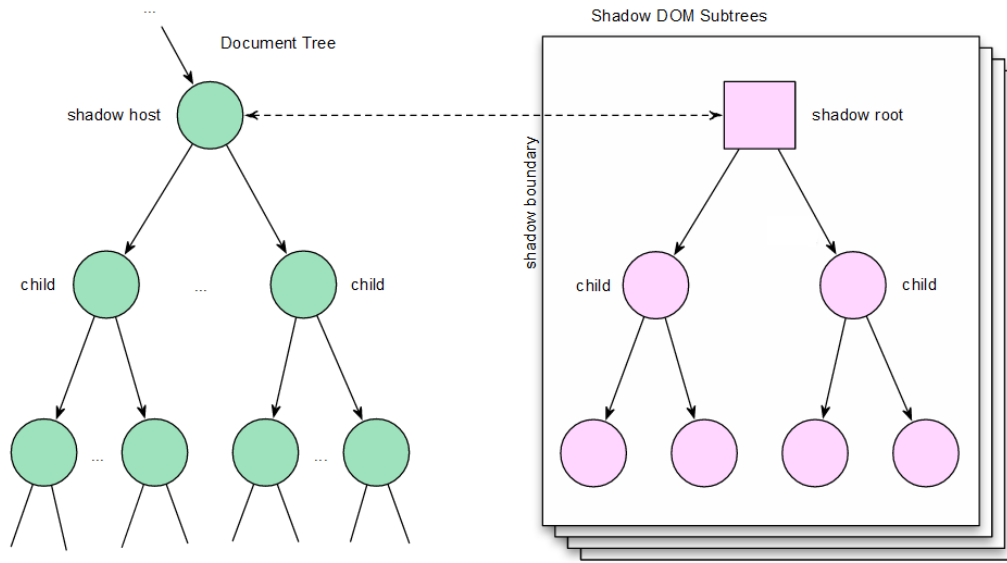 ...
Document Tree
Shadow DOM Subtrees
shadow host
shadow root
shadow boundary
child
...
child
child
child
...
...